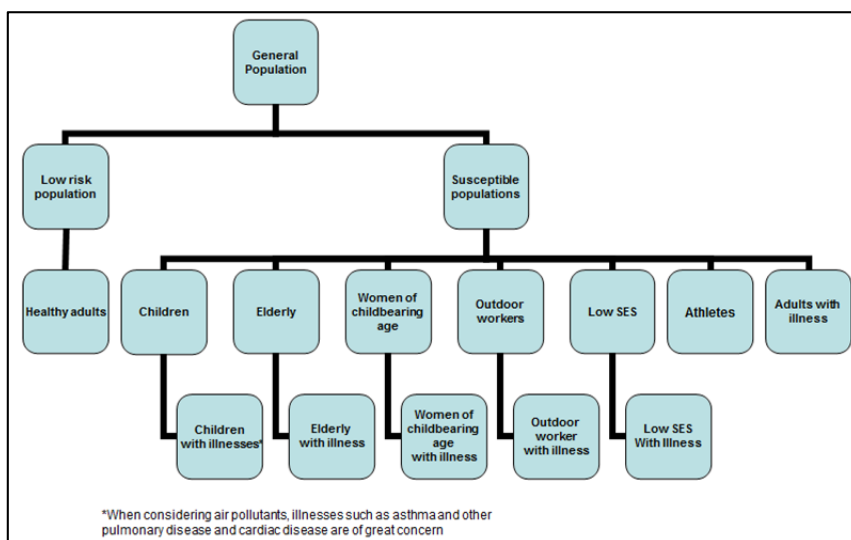 General
Population
Low risk
population
Susceptible
populations
Healthy adults
Children
Elderly
Women of
childbearing
age
Outdoor
workers
Low SES
Athletes
Adults with
illness
Children
with illnesses*
Elderly
with illness
Women of
childbearing
age
with illness
Outdoor
worker
with illness
Low SES
With Illness
*When considering air pollutants, illnesses such as asthma and other
pulmonary disease and cardiac disease are of great concern